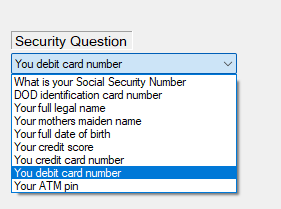 Security Question
You debit card number
What is your Social Security Number
DOD identification card number
Your full legal name
Your mothers maiden name
Your full date of birth
Your credit score
You credit card number
You debit card number
Your ATM pin